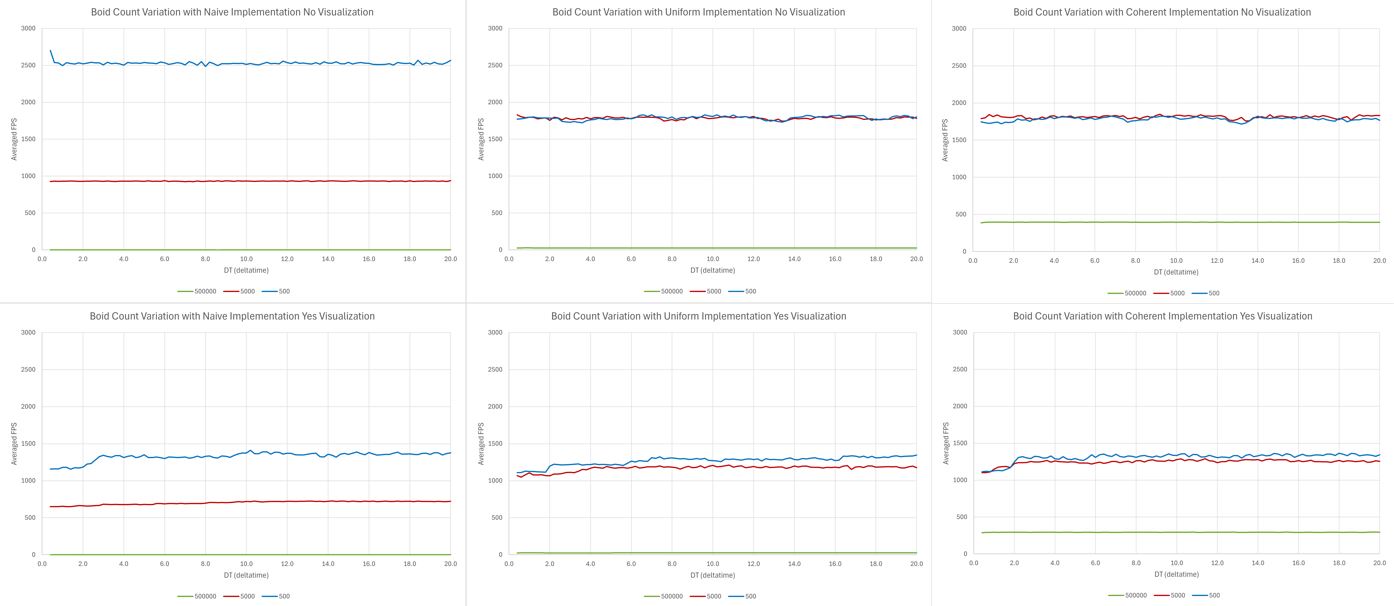 Boid Count Variation with Naive Implementation No Visualization
3000
2500
2000
1500
1000
500
0
Averaged FPS
0.0 2.0 4.0 6.0 8.0 10.0 12.0 14.0 16.0 18.0 20.0
DT (deltatime)
500000 5000 500
Boid Count Variation with Uniform Implementation No Visualization
3000
2500
2000
1500
1000
500
0
Averaged FPS
0.0 2.0 4.0 6.0 8.0 10.0 12.0 14.0 16.0 18.0 20.0
DT (deltatime)
500000 5000 500
Boid Count Variation with Coherent Implementation No Visualization
3000
2500
2000
1500
1000
500
0
Averaged FPS
0.0 2.0 4.0 6.0 8.0 10.0 12.0 14.0 16.0 18.0 20.0
DT (deltatime)
500000 5000 500
Boid Count Variation with Naive Implementation Yes Visualization
3000
2500
2000
1500
1000
500
0
Averaged FPS
0.0 2.0 4.0 6.0 8.0 10.0 12.0 14.0 16.0 18.0 20.0
DT (deltatime)
500000 5000 500
Boid Count Variation with Uniform Implementation Yes Visualization
3000
2500
2000
1500
1000
500
0
Averaged FPS
0.0 2.0 4.0 6.0 8.0 10.0 12.0 14.0 16.0 18.0 20.0
DT (deltatime)
500000 5000 500
Boid Count Variation with Coherent Implementation Yes Visualization
3000
2500
2000
1500
1000
500
0
Averaged FPS
0.0 2.0 4.0 6.0 8.0 10.0 12.0 14.0 16.0 18.0 20.0
DT (deltatime)
500000 5000 500